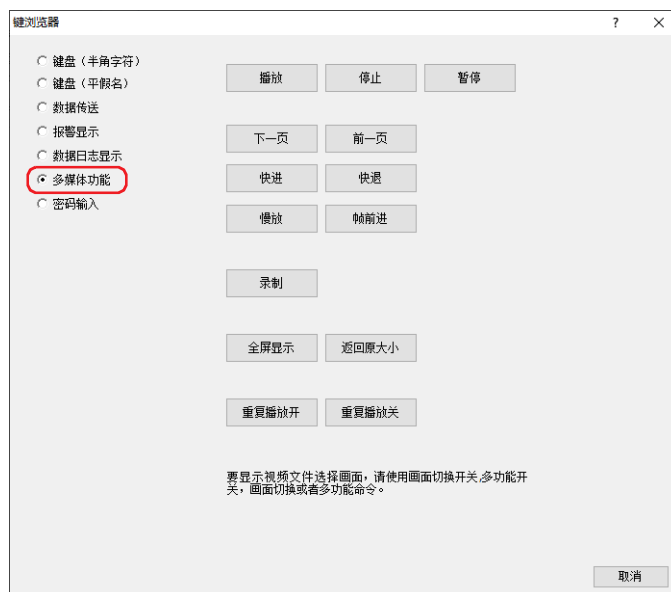 键浏览器
?
键盘（半角字符）
键盘（平假名）
数据传送
报警显示
数据日志显示
多媒体功能
密码输入
播放 停止 暂停
下一页 前一页
快进 快退
慢放 帧前进
录制
全屏显示 返回原大小
重复播放开 重复播放关
要显示视频文件选择画面，请使用画面切换开关,多功能开
关，画面切换或者多功能命令。
取消